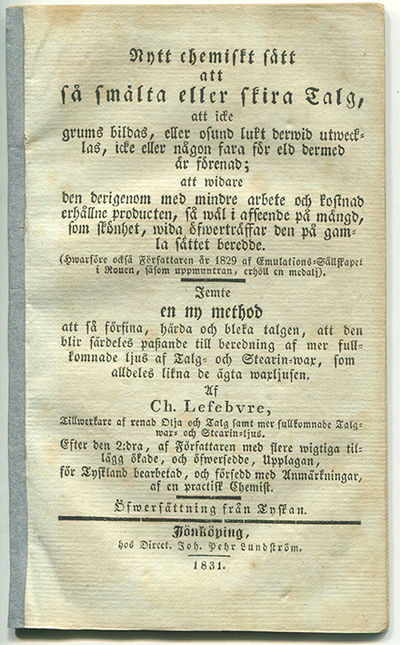 Nytt chemiskt sätt
att
så smälta eller skira Talg,
att icke
grums bildas, eller osund lukt derwid utweck-
las, icke eller någon fara för eld dermed
är förenad;
att widare
den derigenom med mindre arbete och kostnad
erhållne producten, så wäl i afseende på mängd,
som skönhet, wida öfwerträffar den på gam-
la sättet beredde.
(Hwarföre också Författaren år 1829 af Emulations-Sällskapet
i Rouen, såsom uppmuntran, erhöll en medalj).
Jemte
en ny method
att så förfina, härda och bleka talgen, att den
blir särdeles passande till beredning af mer full-
komnade ljus af Talg- och Stearin-wax, som
alldeles likna de ägta waxljusen.
Af
Ch. Lefebvre,
Tillwerkare af renad Olja och Talg samt mer fullkomnade Talg-
wax- och Stearin-ljus.
Efter den 2:dra, af Författaren med flere wigtiga til-
lägg ökade, och öfwersedde, Upplagan,
för Tyskland bearbetad, och försedd med Anmärkningar,
af en practisk Chemist.
Öfwersättning från Tyskan.
Jönköping,
hos Direct. Joh. Pehr Lundström.
1831.